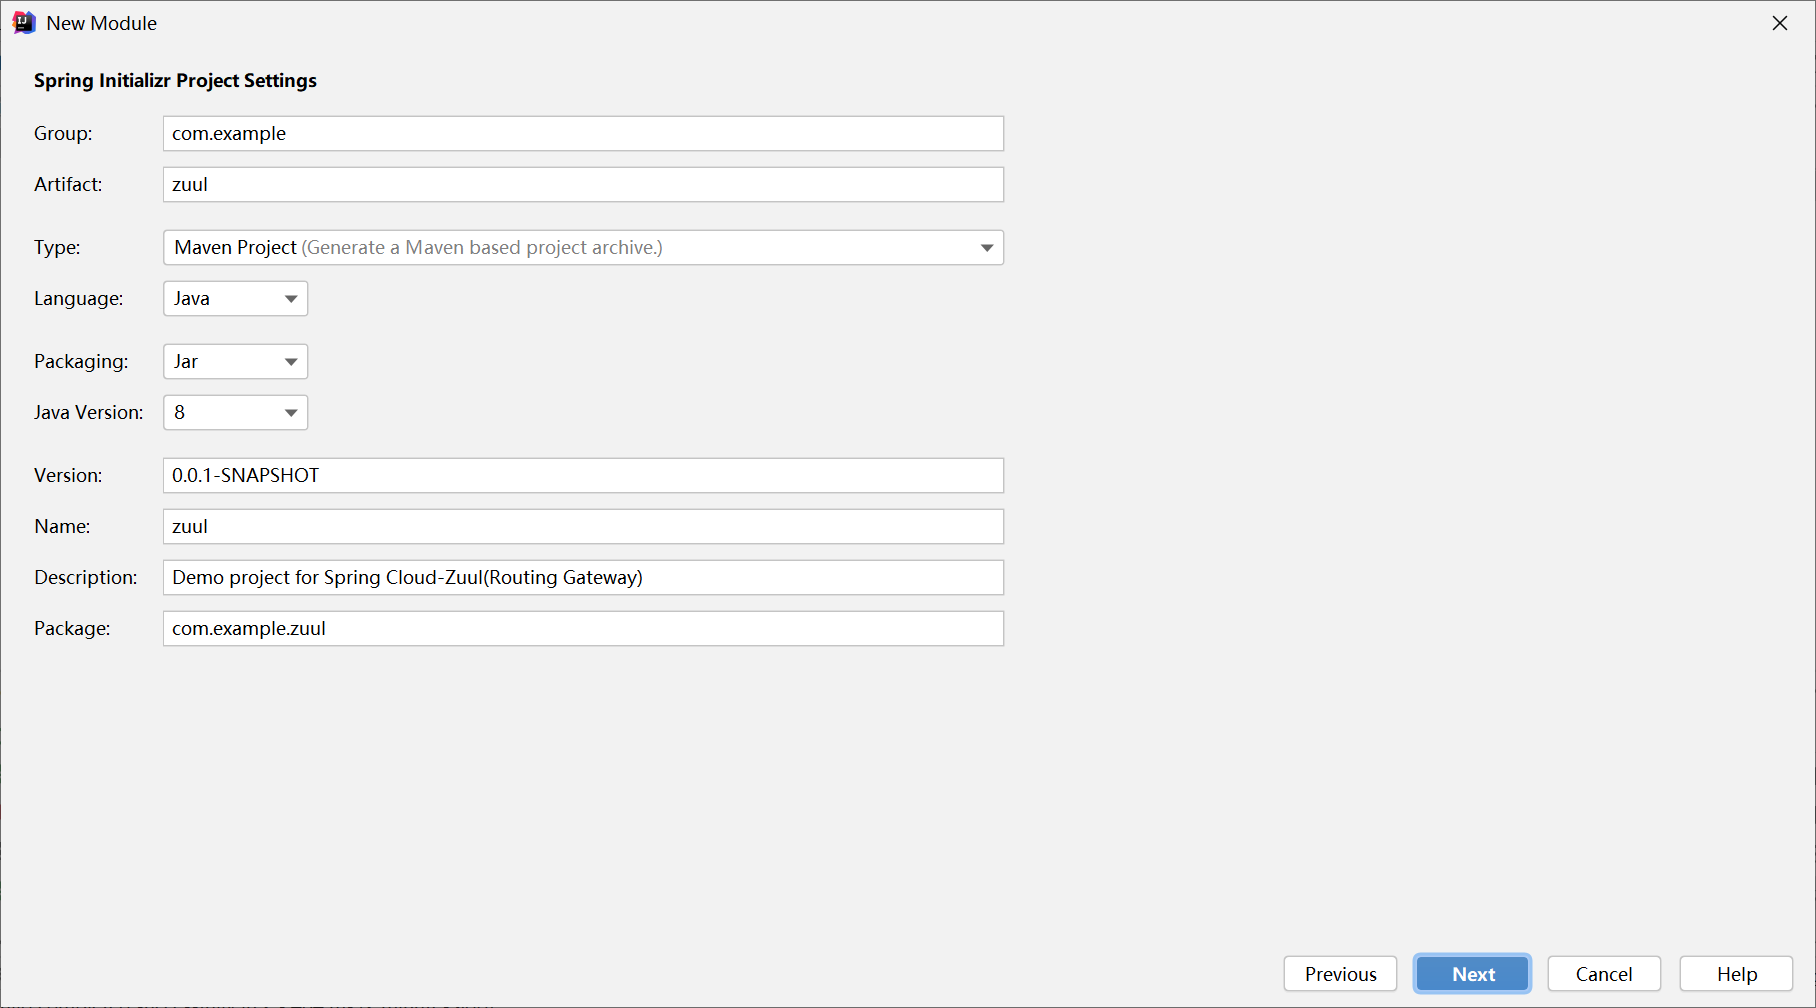 New Module
Spring Initializr Project Settings
Group: com.example
Artifact: zuul
Type: Maven Project (Generate a Maven based project archive.)
Language: Java
Packaging: Jar
Java Version: 8
Version: 0.0.1-SNAPSHOT
Name: zuul
Description: Demo project for Spring Cloud-Zuul(Routing Gateway)
Package: com.example.zuul
Previous Next Cancel Help